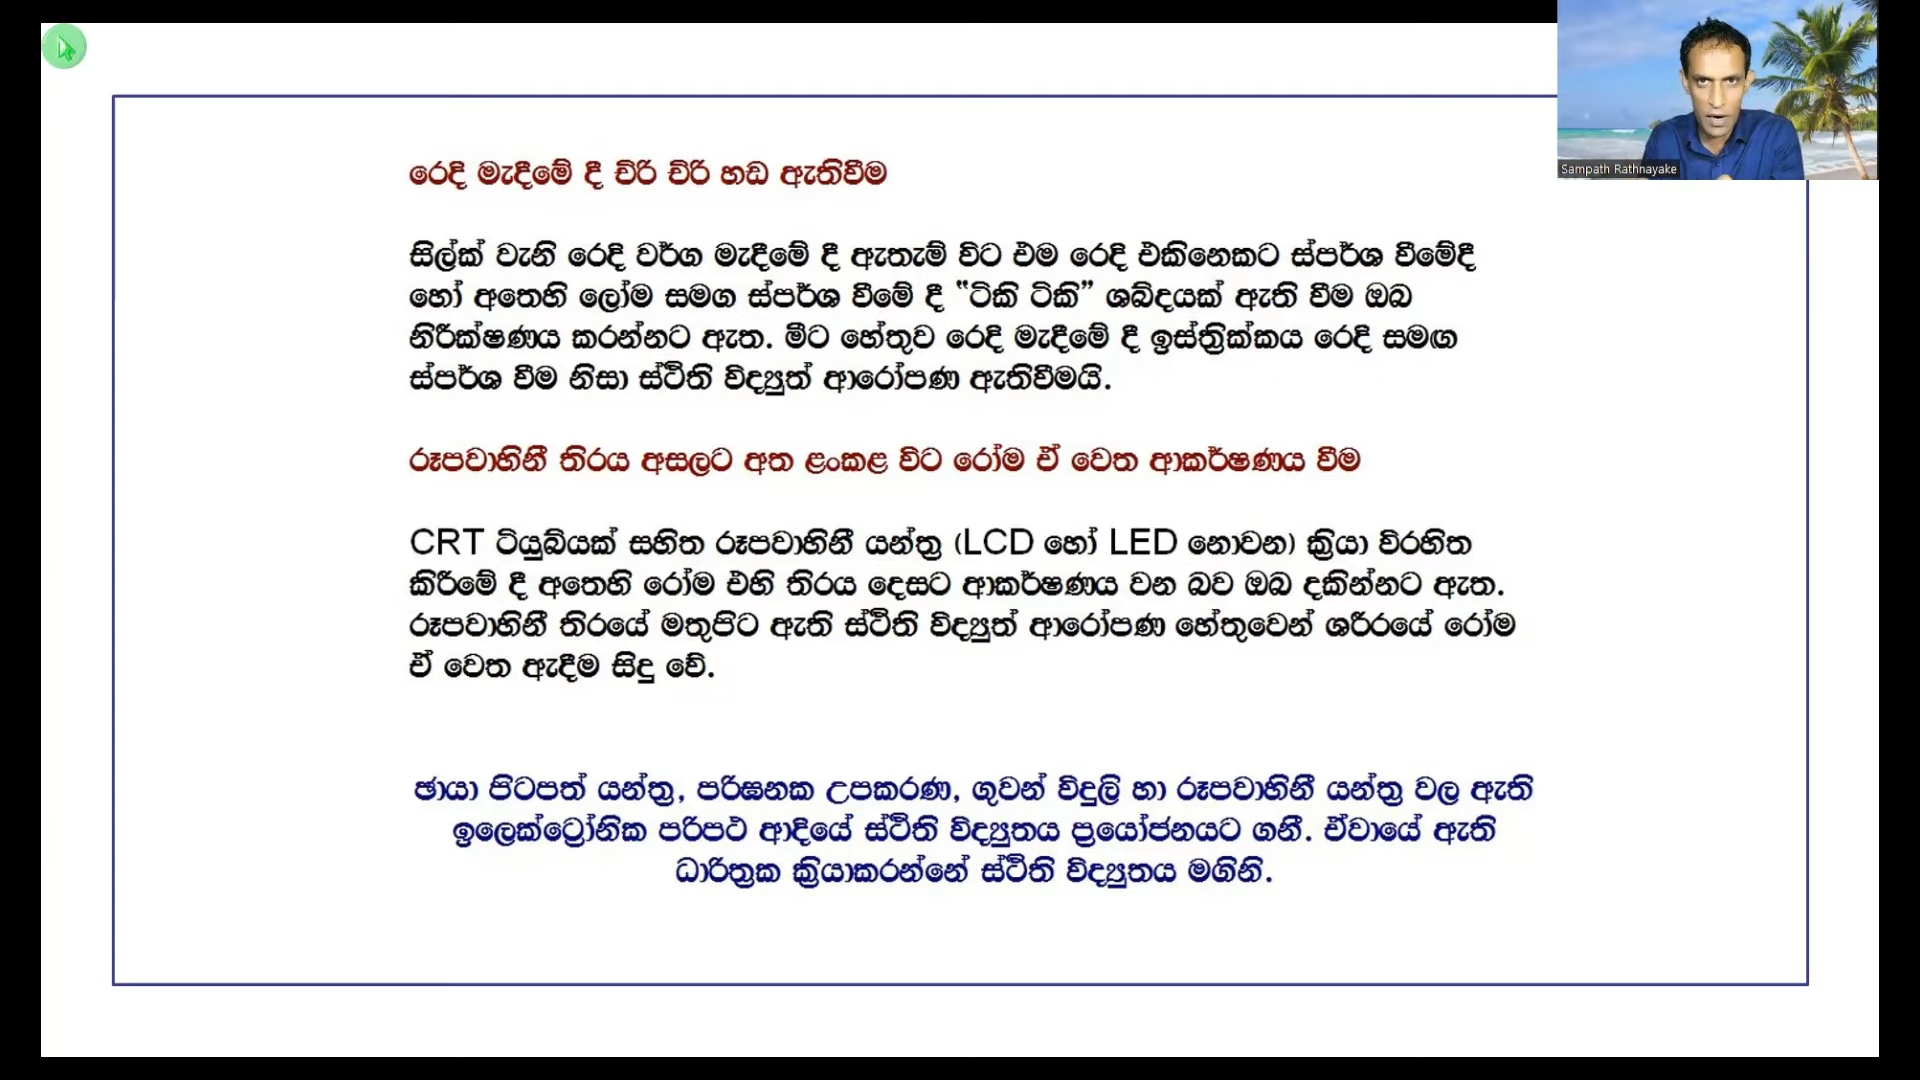 Sampath Rathnayake
රෙදි මැදීමේ දී චිරි චිරි හඩ ඇතිවීම
සිල්ක් වැනි රෙදි වර්ග මැදීමේ දී ඇතැම් විට එම රෙදි එකිනෙකට ස්පර්ශ වීමේදී
හෝ අතෙහි ලෝම සමග ස්පර්ශ වීමේ දී “ටිකි ටිකි” ශබ්දයක් ඇති වීම ඔබ
නිරීක්ෂණය කරන්නට ඇත. මීට හේතුව රෙදි මැදීමේ දී ඉස්ත්‍රික්කය රෙදි සමඟ
ස්පර්ශ වීම නිසා ස්ථිති විද්‍යුත් ආරෝපණ ඇතිවීමයි.
රූපවාහිනී තිරය අසලට අත ළංකළ විට රෝම ඒ වෙත ආකර්ෂණය වීම
CRT ටියුබ්යක් සහිත රූපවාහිනී යන්ත්‍ර (LCD හෝ LED නොවන) ක්‍රියා විරහිත
කිරීමේ දී අතෙහි රෝම එහි තිරය දෙසට ආකර්ෂණය වන බව ඔබ දකින්නට ඇත.
රූපවාහිනී තිරයේ මතුපිට ඇති ස්ථිති විද්‍යුත් ආරෝපණ හේතුවෙන් ශරීරයේ රෝම
ඒ වෙත ඇදීම සිදු වේ.
ඡායා පිටපත් යන්ත්‍ර, පරිඝනක උපකරණ, ගුවන් විදුලි හා රූපවාහිනී යන්ත්‍ර වල ඇති
ඉලෙක්ට්‍රෝනික පරිපථ ආදියේ ස්ථිති විද්‍යුතය ප්‍රයෝජනයට ගනී. ඒවායේ ඇති
ධාරිත්‍රක ක්‍රියාකරන්නේ ස්ථිති විද්‍යුතය මගිනි.